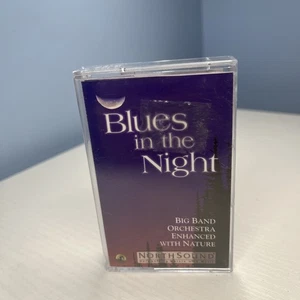 Blues
in the
Night
BIG BAND
ORCHESTRA
ENHANCED
WITH NATURE
NORTHSOUND